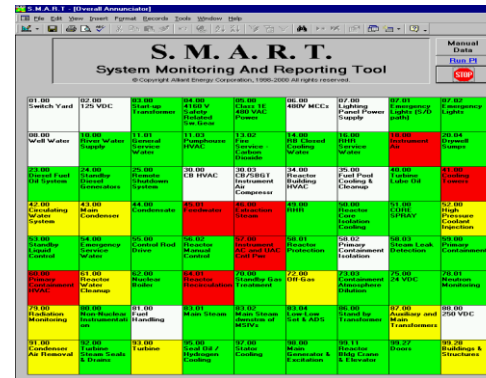 S.M.A.R.T - [Overall Annunciator]
File Edit View Insert Format Records Tools Window Help
S. M. A. R. T.
System Monitoring And Reporting Tool
© Copyright Alliant Energy Corporation, 1998-2000 All rights reserved.
Manual
Data
Run PI
STOP
01.00
Switch Yard
02.00
125 VDC
03.00
Start-up
Transformer
04.00
4160 V
Safety
Related
Sw.Gear
05.00
Class 1E
480 VAC
Power
06.00
480V MCCs
07.00
Lighting
Panel Power
Supply
07.01
Emergency
Lights (S/D
path)
07.02
Emergency
Lights
08.00
Well Water
10.00
River Water
Supply
11.01
General
Service
Water
11.03
Pumphouse
HVAC
13.02
Fire
Service -
Carbon
Dioxide
14.00
RB Closed
Cooling
Water
16.00
RHR
Service
Water
18.00
Instrument
Air
20.04
Drywell
Sumps
23.00
Diesel Fuel
Oil System
24.00
Standby
Diesel
Generators
25.00
Remote
Shutdown
System
30.00
CB HVAC
30.03
CB/SBGT
Instrument
Air
Compressr
34.00
Reactor
Building
HVAC
35.00
Fuel Pool
Cooling &
Cleanup
40.00
Turbine
Lube Oil
41.00
Cooling
Towers
42.00
Circulating
Water
System
43.00
Main
Condenser
44.00
Condensate
45.01
Feedwater
46.00
Extraction
Steam
49.00
RHR
50.00
Reactor
Core
Isolation
Cooling
51.00
CORE
SPRAY
52.00
High
Pressure
Coolant
Injection
53.00
Standby
Liquid
Control
54.00
Emergency
Service
Water
55.00
Control Rod
Drive
56.02
Reactor
Manual
Control
57.00
Instrument
AC and UAC
58.01
Reactor
Protection
58.02
Primary
Containment
Isolation
58.03
Steam Leak
Detection
59.00
Primary
Containment
60.00
Primary
Containment
HVAC
61.00
Reactor
Water
Cleanup
62.00
Nuclear
Boiler
64.01
Reactor
Recirculation
70.00
Standby Gas
Treatment
72.00
Off-Gas
73.03
Containment
Atmosphere
Dilution
75.00
24 VDC
78.01
Neutron
Monitoring
79.00
Radiation
Monitoring
80.00
Non-Nuclear
Instrumentati
on
81.00
Fuel
Handling
83.01
Main Steam
83.02
Main Steam
MSIVs
83.04
Low-Low
Set & ADS
86.00
Stand by
Transformer
87.00
Auxiliary and
Main
Transformers
88.00
250 VDC
91.00
Condenser
Air Removal
92.00
Turbine
Steam Seals
& Drains
93.00
Turbine
95.00
Seal Oil /
Hydrogen
Cooling
97.00
Stator
Cooling
98.00
Main
Generator &
Excitation
99.11
Reactor
Bldg Crane
& Elevator
99.27
Doors
99.28
Buildings &
Structures